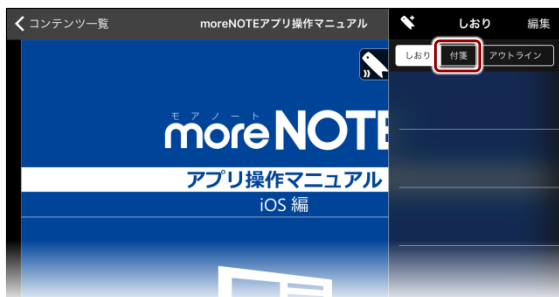 コンテンツ一覧
moreNOTEアプリ操作マニュアル
しおり
編集
しおり
付箋
アウトライン
モアノート
moreNOTE
アプリ操作マニュアル
iOS 編